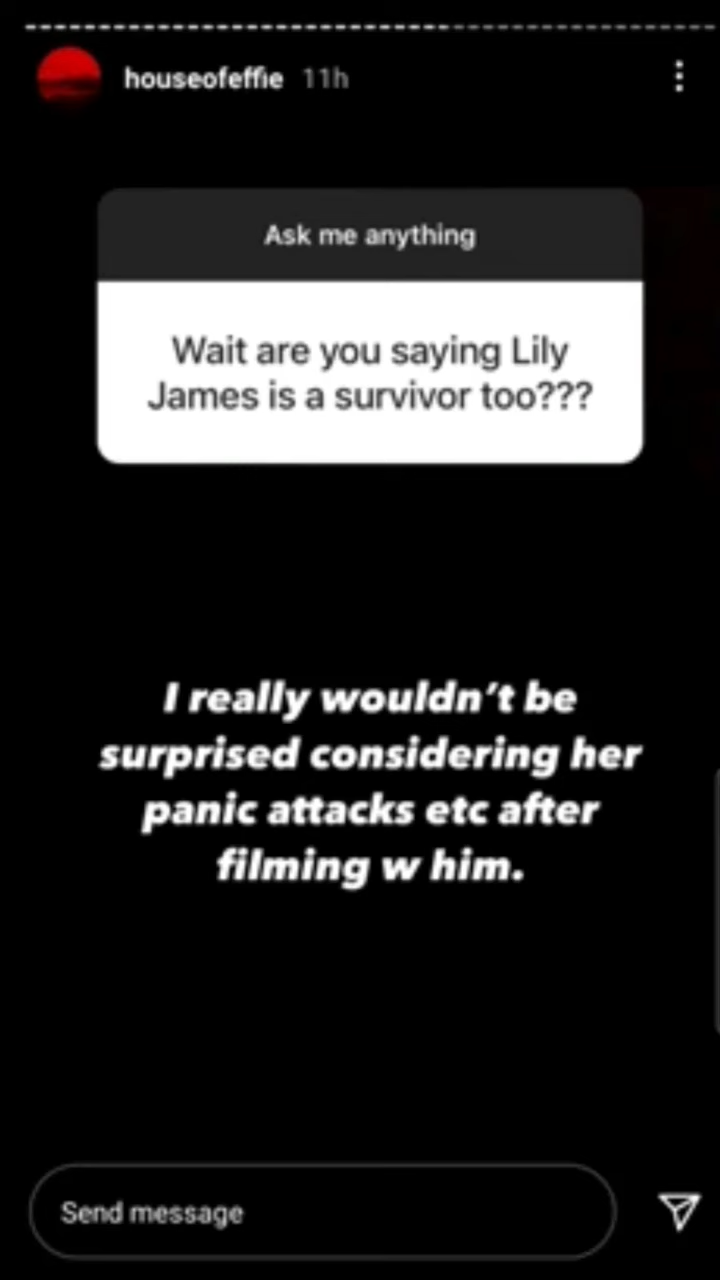 houseofeffie 11h
Ask me anything
Wait are you saying Lily
James is a survivor too???
I really wouldn't be
surprised considering her
panic attacks etc after
filming w him.
Send message